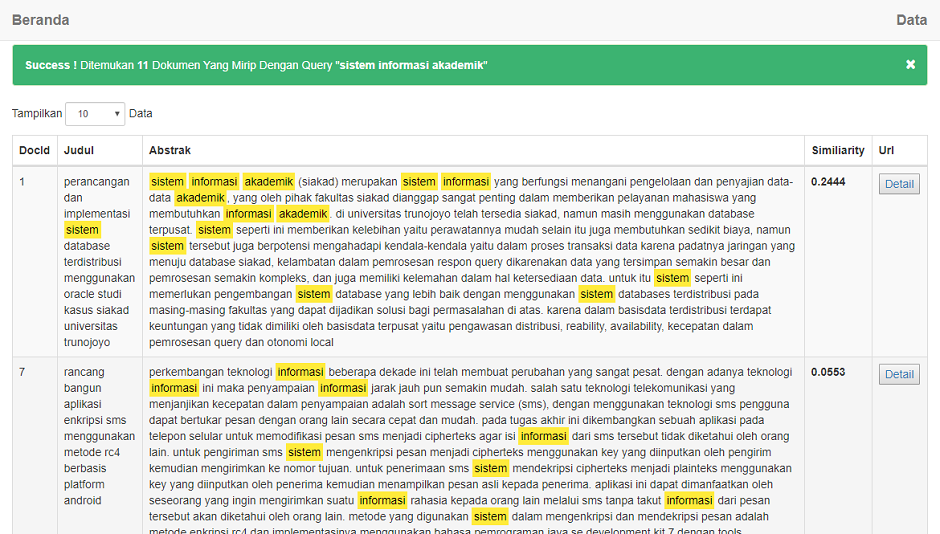 Beranda Data
Success ! Ditemukan 11 Dokumen Yang Mirip Dengan Query "sistem informasi akademik" ✖
Tampilkan 10 Data
DocId Judul Abstrak Similiarity Url
1
perancangan
dan
implementasi
sistem
database
terdistribusi
menggunakan
oracle studi
kasus siakad
universitas
trunojoyo
sistem informasi akademik (siakad) merupakan sistem informasi yang berfungsi menangani pengelolaan dan penyajian data-
data akademik, yang oleh pihak fakultas siakad dianggap sangat penting dalam memberikan pelayanan mahasiswa yang
membutuhkan informasi akademik. di universitas trunojoyo telah tersedia siakad, namun masih menggunakan database
terpusat. sistem seperti ini memberikan kelebihan yaitu perawatannya mudah selain itu juga membutuhkan sedikit biaya, namun
sistem tersebut juga berpotensi mengahadapi kendala-kendala yaitu dalam proses transaksi data karena padatnya jaringan yang
menuju database siakad, kelambatan dalam pemrosesan respon query dikarenakan data yang tersimpan semakin besar dan
pemrosesan semakin kompleks, dan juga memiliki kelemahan dalam hal ketersediaan data. untuk itu sistem seperti ini
memerlukan pengembangan sistem database yang lebih baik dengan menggunakan sistem databases terdistribusi pada
masing-masing fakultas yang dapat dijadikan solusi bagi permasalahan di atas. karena dalam basisdata terdistribusi terdapat
keuntungan yang tidak dimiliki oleh basisdata terpusat yaitu pengawasan distribusi, reability, availability, kecepatan dalam
pemrosesan query dan otonomi local
0.2444
Detail
7
rancang
bangun
aplikasi
enkripsi sms
menggunakan
metode rc4
berbasis
platform
android
perkembangan teknologi informasi beberapa dekade ini telah membuat perubahan yang sangat pesat. dengan adanya teknologi
informasi ini maka penyampaian informasi jarak jauh pun semakin mudah. salah satu teknologi telekomunikasi yang
menjanjikan kecepatan dalam penyampaian adalah sort message service (sms), dengan menggunakan teknologi sms pengguna
dapat bertukar pesan dengan orang lain secara cepat dan mudah. pada tugas akhir ini dikembangkan sebuah aplikasi pada
telepon selular untuk memodifikasi pesan sms menjadi cipherteks agar isi informasi dari sms tersebut tidak diketahui oleh orang
lain. untuk pengiriman sms sistem mengenkripsi pesan menjadi cipherteks menggunakan key yang diinputkan oleh pengirim
kemudian mengirimkan ke nomor tujuan. untuk penerimaan sms sistem mendekripsi cipherteks menjadi plainteks menggunakan
key yang diinputkan oleh penerima kemudian menampilkan pesan asli kepada penerima. aplikasi ini dapat dimanfaatkan oleh
seseorang yang ingin mengirimkan suatu informasi rahasia kepada orang lain melalui sms tanpa takut informasi dari pesan
tersebut akan diketahui oleh orang lain. metode yang digunakan sistem dalam mengenkripsi dan mendekripsi pesan adalah
metode enkripsi rc4 dan implementasinya menggunakan bahasa pemrograman java se development kit 7 dengan tools
0.0553
Detail